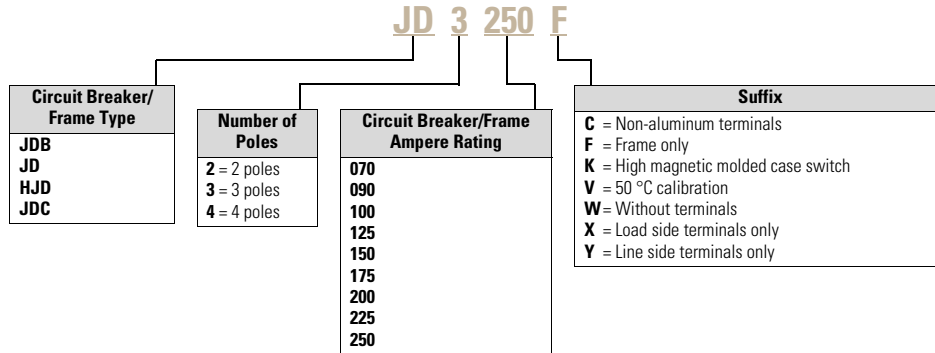 JD 3 250 F
Circuit Breaker/
Frame Type
JDB
JD
HJD
JDC
Number of
Poles
2 = 2 poles
3 = 3 poles
4 = 4 poles
Circuit Breaker/Frame
Ampere Rating
070
090
100
125
150
175
200
225
250
Suffix
C = Non-aluminum terminals
F = Frame only
K = High magnetic molded case switch
V = 50 °C calibration
W = Without terminals
X = Load side terminals only
Y = Line side terminals only